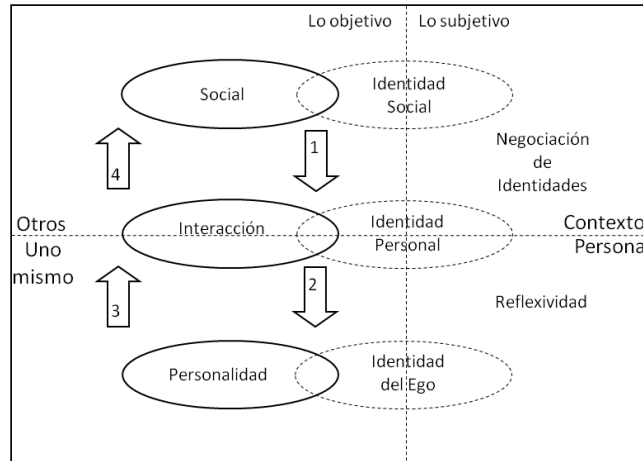 Lo objetivo Lo subjetivo
Social
Identidad
Social
1
4
Negociación
de
Identidades
Otros
Uno
mismo
Interacción
Identidad
Personal
Contexto
Persona
3
2
Reflexividad
Personalidad
Identidad
del Ego